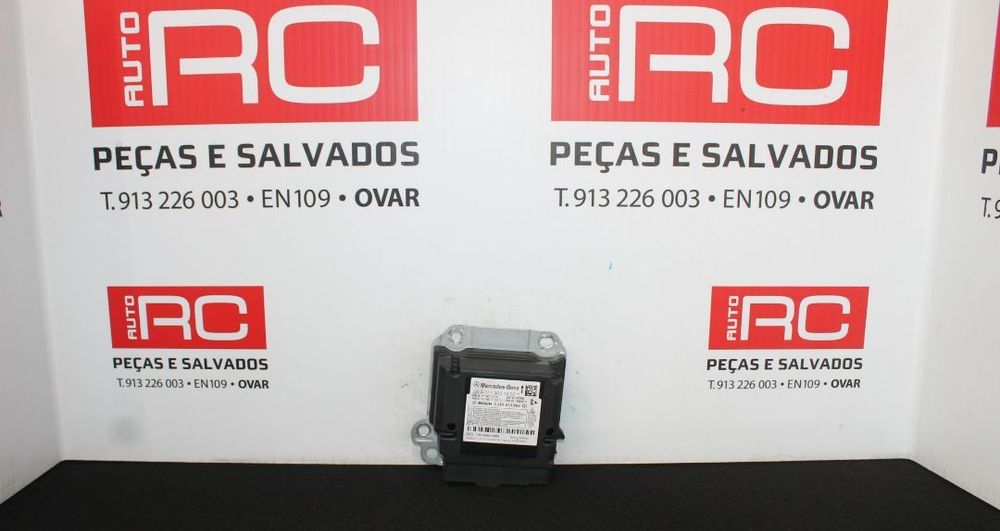 AUTO RC
PEÇAS E SALVADOS
T. 913 226 003 • EN109 • OVAR
AUTO RC
PEÇAS E SALVADOS
T. 913 226 003 • EN109 • OVAR
T. 9
AUTO RC
PEÇAS E SALVADOS
T. 913 226 003 • EN109 • OVAR
AUTO RC
PEÇAS E SALVADOS
T. 913 226 003 • EN109 • OVAR
Mercedes-Benz
BOSCH